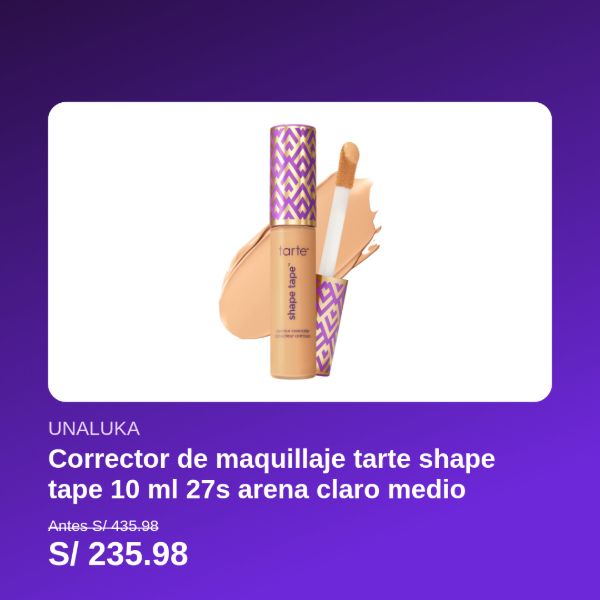 tarte
shape tape
UNALUKA
Corrector de maquillaje tarte shape
tape 10 ml 27s arena claro medio
Antes S/ 435.98
S/ 235.98